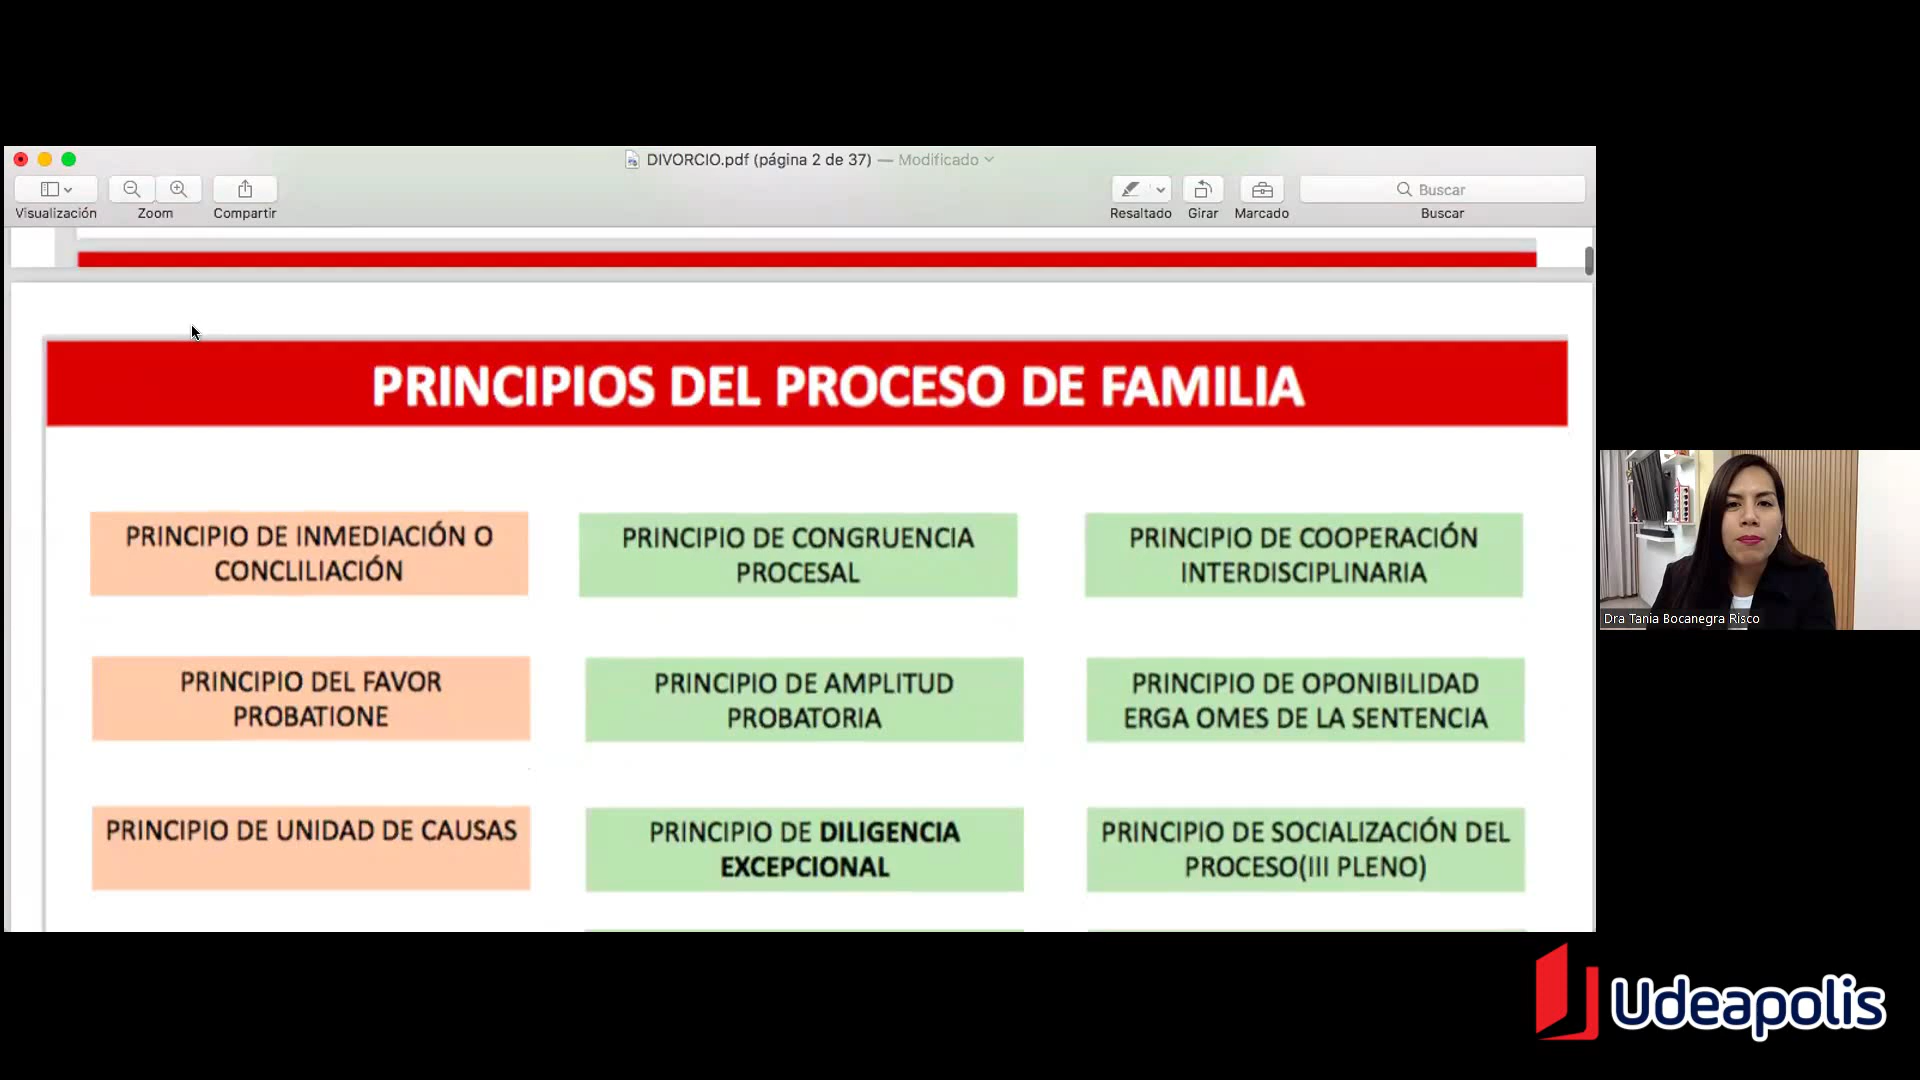 DIVORCIO.pdf (página 2 de 37) — Modificado
Buscar
Visualización
Zoom
Compartir
Resaltado
Girar
Marcado
Buscar
PRINCIPIOS DEL PROCESO DE FAMILIA
PRINCIPIO DE INMEDIACIÓN O
CONCLILIACIÓN
PRINCIPIO DE CONGRUENCIA
PROCESAL
PRINCIPIO DE COOPERACIÓN
INTERDISCIPLINARIA
PRINCIPIO DEL FAVOR
PROBATIONE
PRINCIPIO DE AMPLITUD
PROBATORIA
PRINCIPIO DE OPONIBILIDAD
ERGA OMES DE LA SENTENCIA
PRINCIPIO DE UNIDAD DE CAUSAS
PRINCIPIO DE DILIGENCIA
EXCEPCIONAL
PRINCIPIO DE SOCIALIZACIÓN DEL
PROCESO(III PLENO)
Dra Tania Bocanegra Risco
Udeapolis